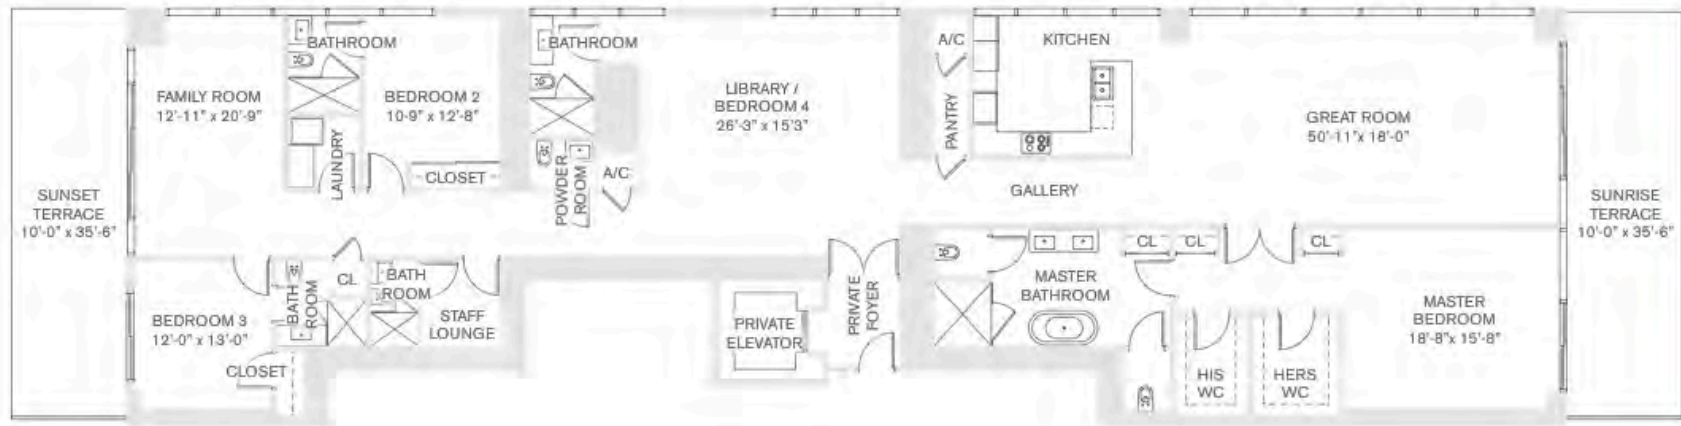 BATHROOM
FAMILY ROOM
12'-11" x 20'-9"
BEDROOM 2
10'-9" x 12'-8"
LAUNDRY
CLOSET
BATHROOM
POWDER
ROOM
A/C
LIBRARY /
BEDROOM 4
26'-3" x 15'3"
A/C
PANTRY
KITCHEN
GALLERY
GREAT ROOM
50'-11" x 18'-0"
SUNSET
TERRACE
10'-0" x 35'-6"
SUNRISE
TERRACE
10'-0" x 35'-6"
BEDROOM 3
12'-0" x 13'-0"
CLOSET
BATH
ROOM
CL
BATH
ROOM
STAFF
LOUNGE
PRIVATE
ELEVATOR
PRIVATE
FOYER
MASTER
BATHROOM
CL
CL
CL
HIS
WC
HERS
WC
MASTER
BEDROOM
18'-8" x 15'-8"